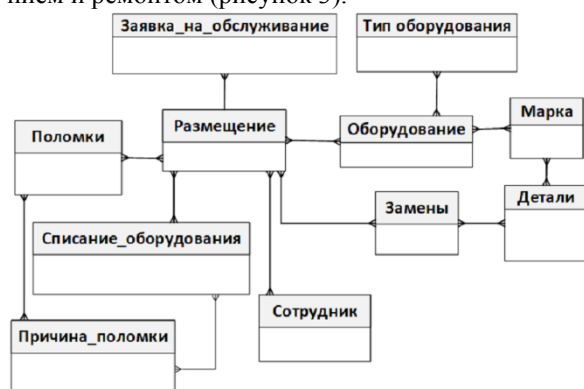 нием и ремонтом (рисунок 3).
Заявка_на_обслуживание
Тип оборудования
Размещение
Оборудование
Марка
Поломки
Замены
Детали
Списание_оборудования
Сотрудник
Причина_поломки